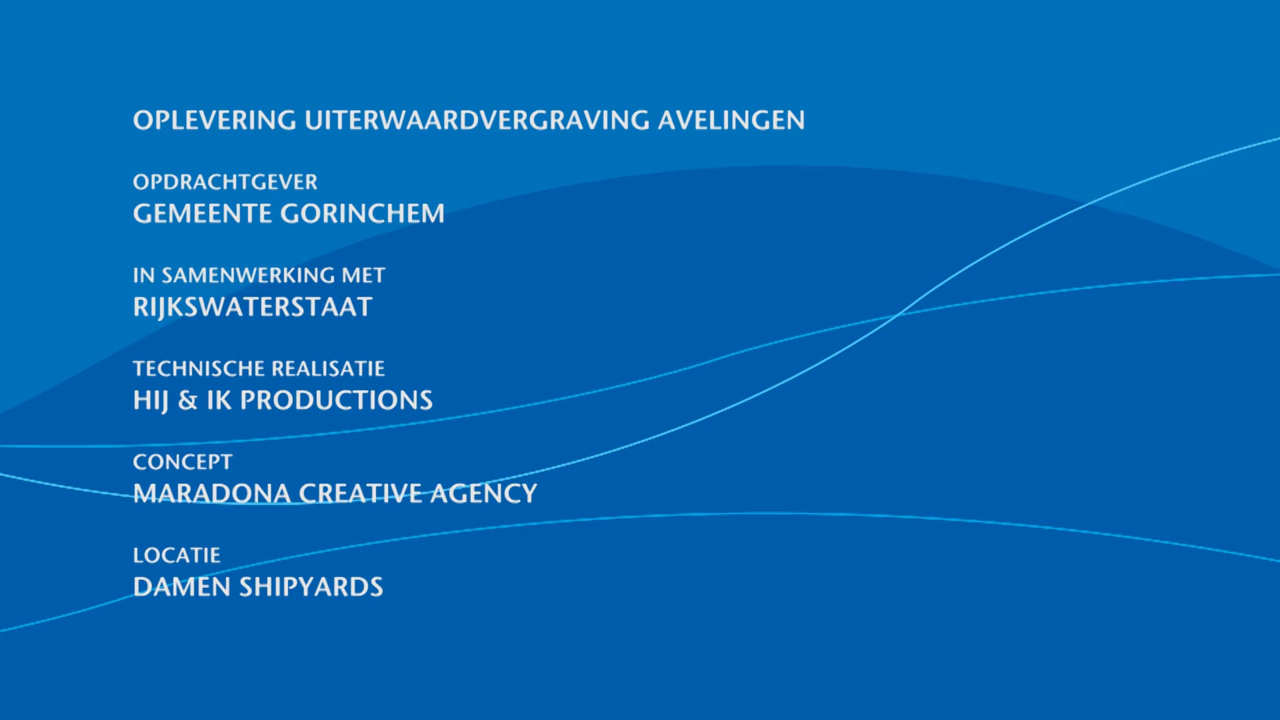 OPLEVERING UITERWAARDVERGRAVING AVELINGEN
OPDRACHTGEVER
GEMEENTE GORINCHEM
IN SAMENWERKING MET
RIJKSWATERSTAAT
TECHNISCHE REALISATIE
HIJ & IK PRODUCTIONS
CONCEPT
MARADONA CREATIVE AGENCY
LOCATIE
DAMEN SHIPYARDS